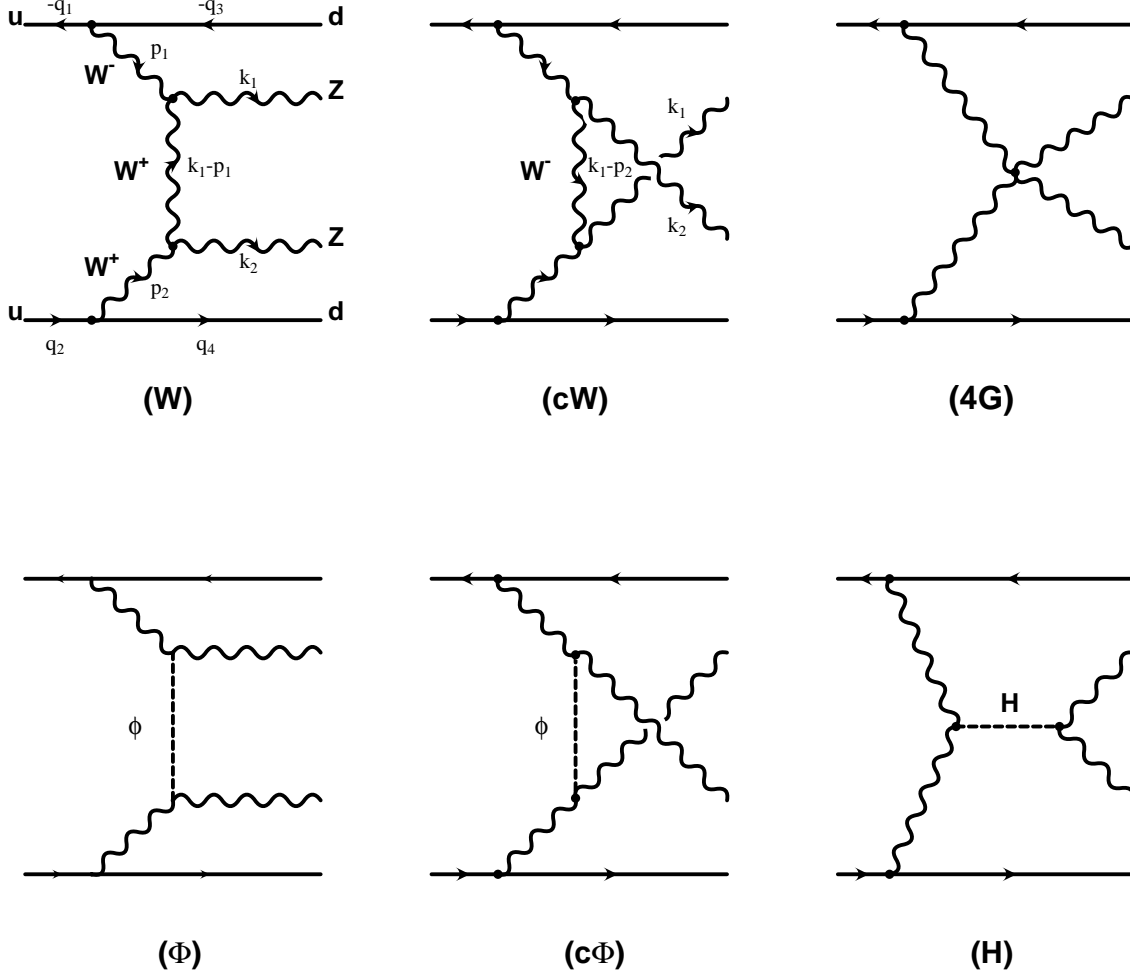 u -q1 -q3 d
p1
W- k1 Z
W+ k1-p1
W+ Z
p2 k2
u d
q2 q4
(W)
k1
W- k1-p2
k2
(cW)
(4G)
ϕ
(Φ)
ϕ
(cΦ)
H
(H)